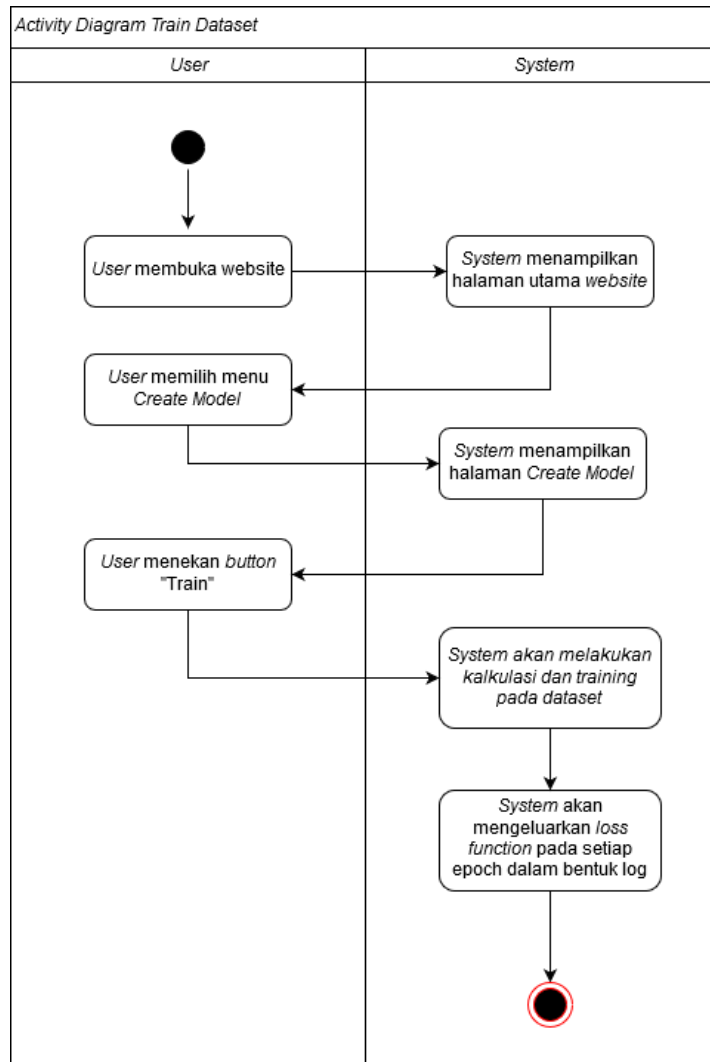 Activity Diagram Train Dataset
User
System
User membuka website
System menampilkan
halaman utama website
User memilih menu
Create Model
System menampilkan
halaman Create Model
User menekan button
"Train"
System akan melakukan
kalkulasi dan training
pada dataset
System akan
mengeluarkan loss
function pada setiap
epoch dalam bentuk log